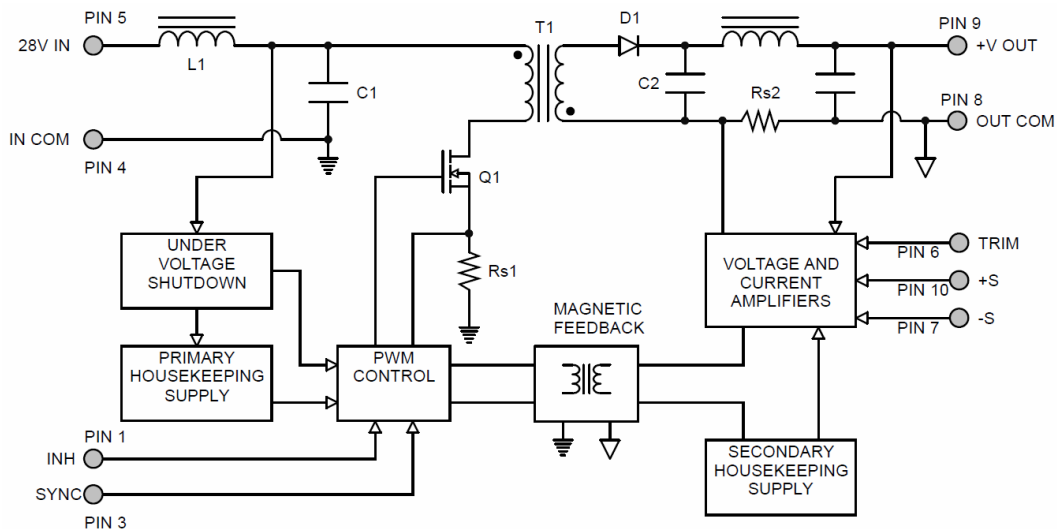 PIN 5
28V IN
L1
C1
IN COM
PIN 4
T1
D1
C2
Rs2
PIN 9
+V OUT
PIN 8
OUT COM
Q1
Rs1
UNDER
VOLTAGE
SHUTDOWN
PRIMARY
HOUSEKEEPING
SUPPLY
PWM
CONTROL
MAGNETIC
FEEDBACK
VOLTAGE AND
CURRENT
AMPLIFIERS
TRIM
PIN 6
+S
PIN 10
-S
PIN 7
SECONDARY
HOUSEKEEPING
SUPPLY
PIN 1
INH
SYNC
PIN 3